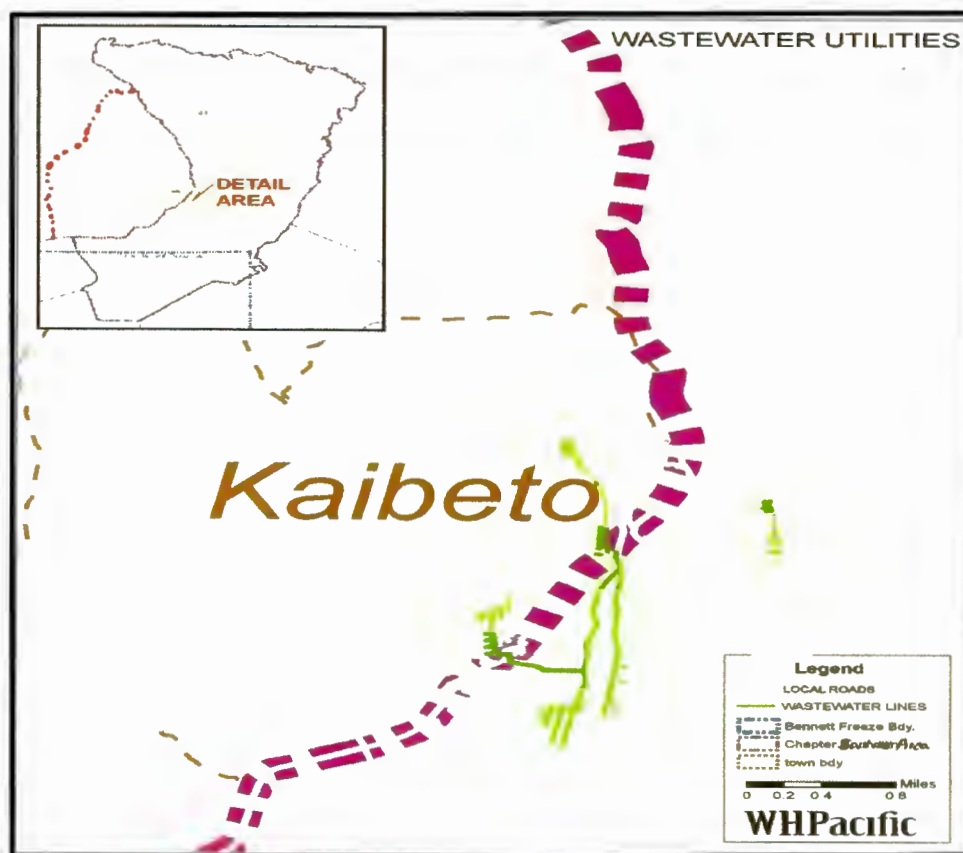 WASTEWATER UTILITIES
DETAIL
AREA
Kaibeto
Legend
LOCAL ROADS
WASTEWATER LINES
Bennett Freeze Bdy.
Chapter
town bdy
Miles
0 0.2 0.4 0.8
WHPacific